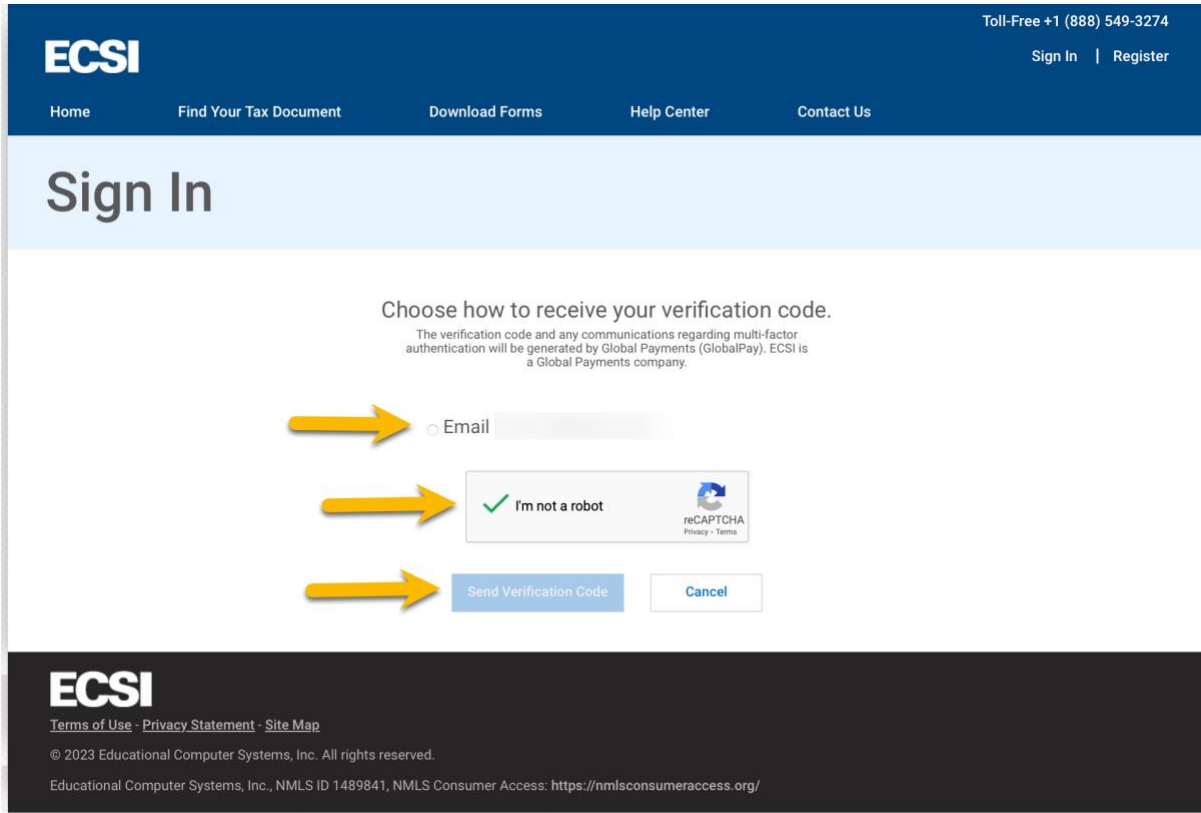 Toll-Free +1 (888) 549-3274
ECSI
Sign In | Register
Home Find Your Tax Document Download Forms Help Center Contact Us
Sign In
Choose how to receive your verification code.
The verification code and any communications regarding multi-factor
authentication will be generated by Global Payments (GlobalPay). ECSI is
a Global Payments company.
Email
I'm not a robot
reCAPTCHA
Privacy - Terms
Send Verification Code Cancel
ECSI
Terms of Use - Privacy Statement - Site Map
© 2023 Educational Computer Systems, Inc. All rights reserved.
Educational Computer Systems, Inc., NMLS ID 1489841, NMLS Consumer Access: https://nmlsconsumeraccess.org/